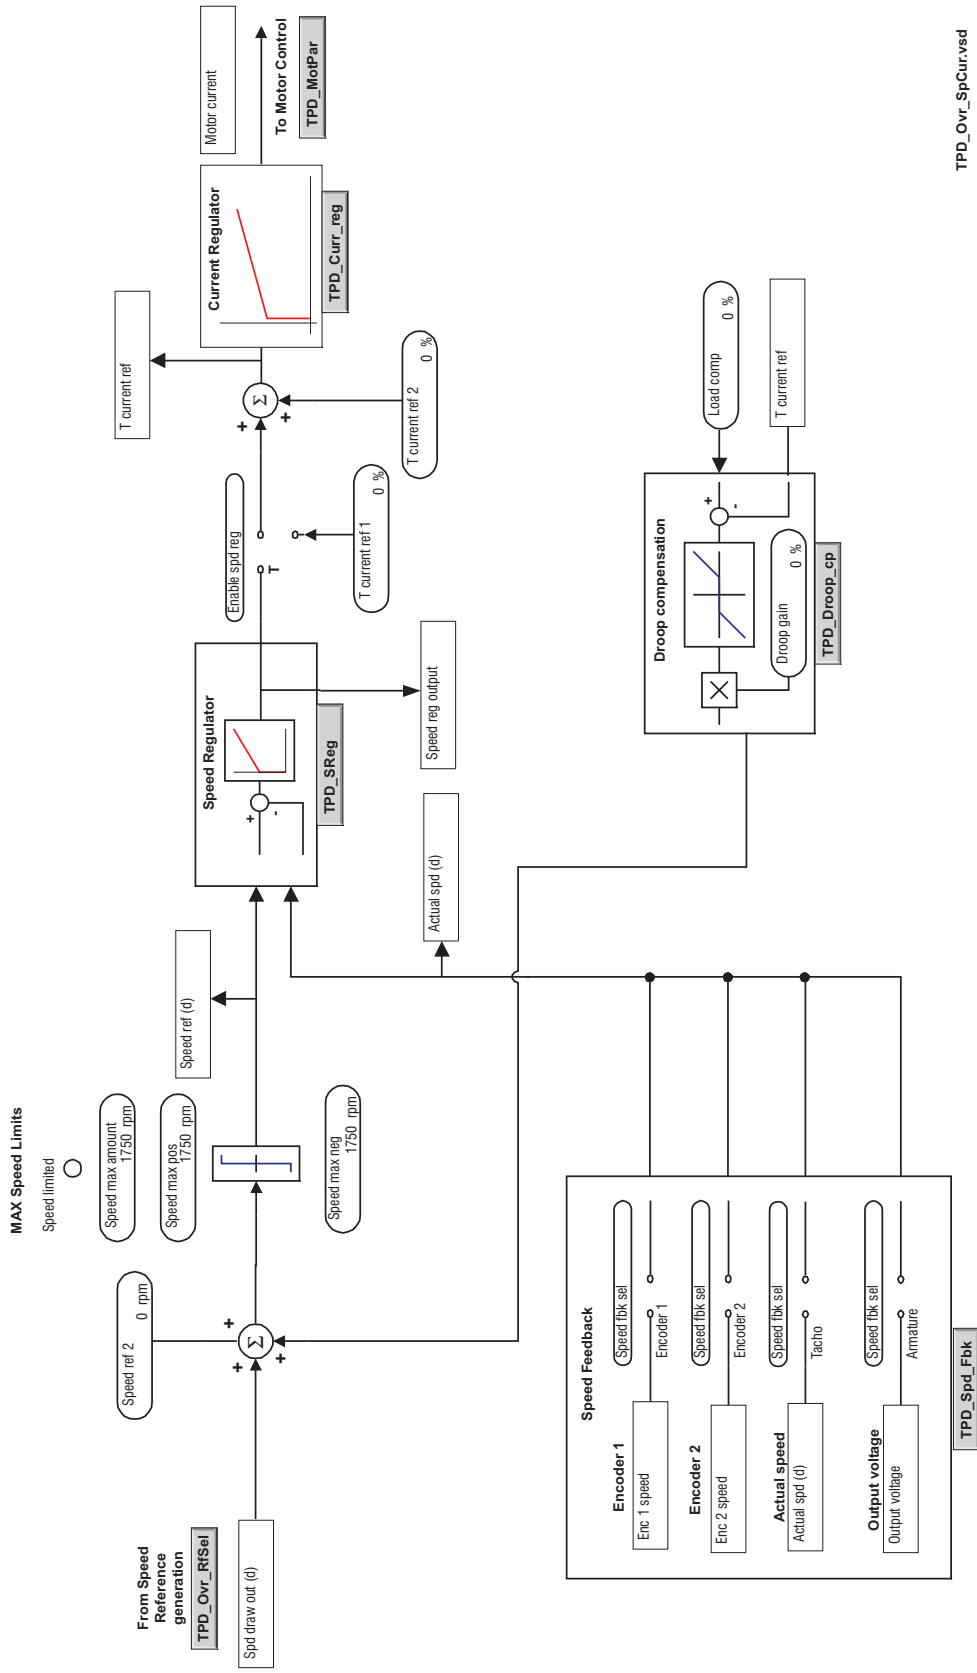 From Speed
Reference
generation
TPD_Ovr_RfSel
Spd draw out (d)
Speed ref 2
0 rpm
+
+
+
Σ
MAX Speed Limits
Speed limited
Speed max amount
1750 rpm
Speed max pos
1750 rpm
Speed max neg
1750 rpm
Speed ref (d)
Speed Regulator
+
-
TPD_SReg
Speed reg output
Actual spd (d)
Enable spd reg
T
T current ref 1
0 %
T current ref 2
0 %
+
+
Σ
T current ref
Current Regulator
TPD_Curr_reg
Motor current
To Motor Control
TPD_MotPar
Speed Feedback
Encoder 1
Enc 1 speed
Speed fbk sel
Encoder 1
Encoder 2
Enc 2 speed
Speed fbk sel
Encoder 2
Actual speed
Actual spd (d)
Speed fbk sel
Tacho
Output voltage
Output voltage
Speed fbk sel
Armature
TPD_Spd_Fbk
Droop compensation
+
-
Droop gain
0 %
TPD_Droop_cp
Load comp
0 %
T current ref
TPD_Ovr_SpCur.vsd